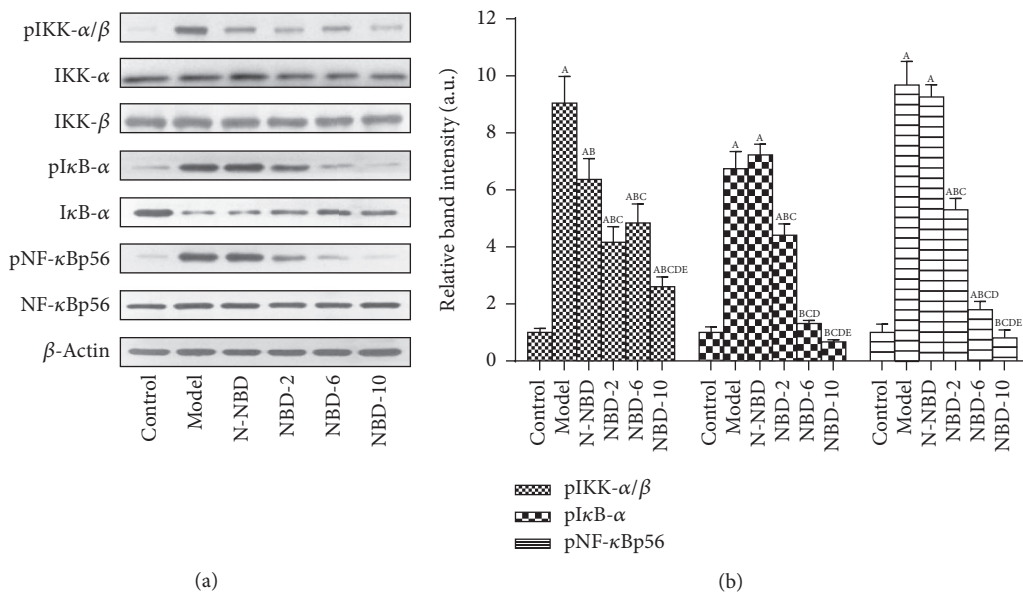 pIKK-α/β
IKK-α
IKK-β
pIκB-α
IκB-α
pNF-κBp56
NF-κBp56
β-Actin
Control Model N-NBD NBD-2 NBD-6 NBD-10
(a)
Relative band intensity (a.u.)
12
10
8
6
4
2
0
A AB ABC ABC ABCDE
A A ABC BCD BCDE
A A ABC ABCD BCDE
Control Model N-NBD NBD-2 NBD-6 NBD-10 Control Model N-NBD NBD-2 NBD-6 NBD-10 Control Model N-NBD NBD-2 NBD-6 NBD-10
pIKK-α/β
pIκB-α
pNF-κBp56
(b)